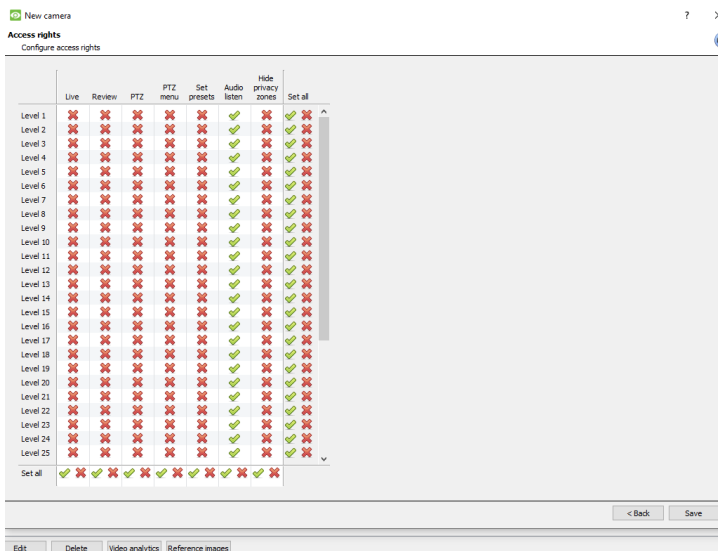 New camera
?
Access rights
Configure access rights
Live Review PTZ PTZ menu Set presets Audio listen Hide privacy zones Set all
Level 1
Level 2
Level 3
Level 4
Level 5
Level 6
Level 7
Level 8
Level 9
Level 10
Level 11
Level 12
Level 13
Level 14
Level 15
Level 16
Level 17
Level 18
Level 19
Level 20
Level 21
Level 22
Level 23
Level 24
Level 25
Set all
< Back Save
Edit Delete Video analytics Reference images